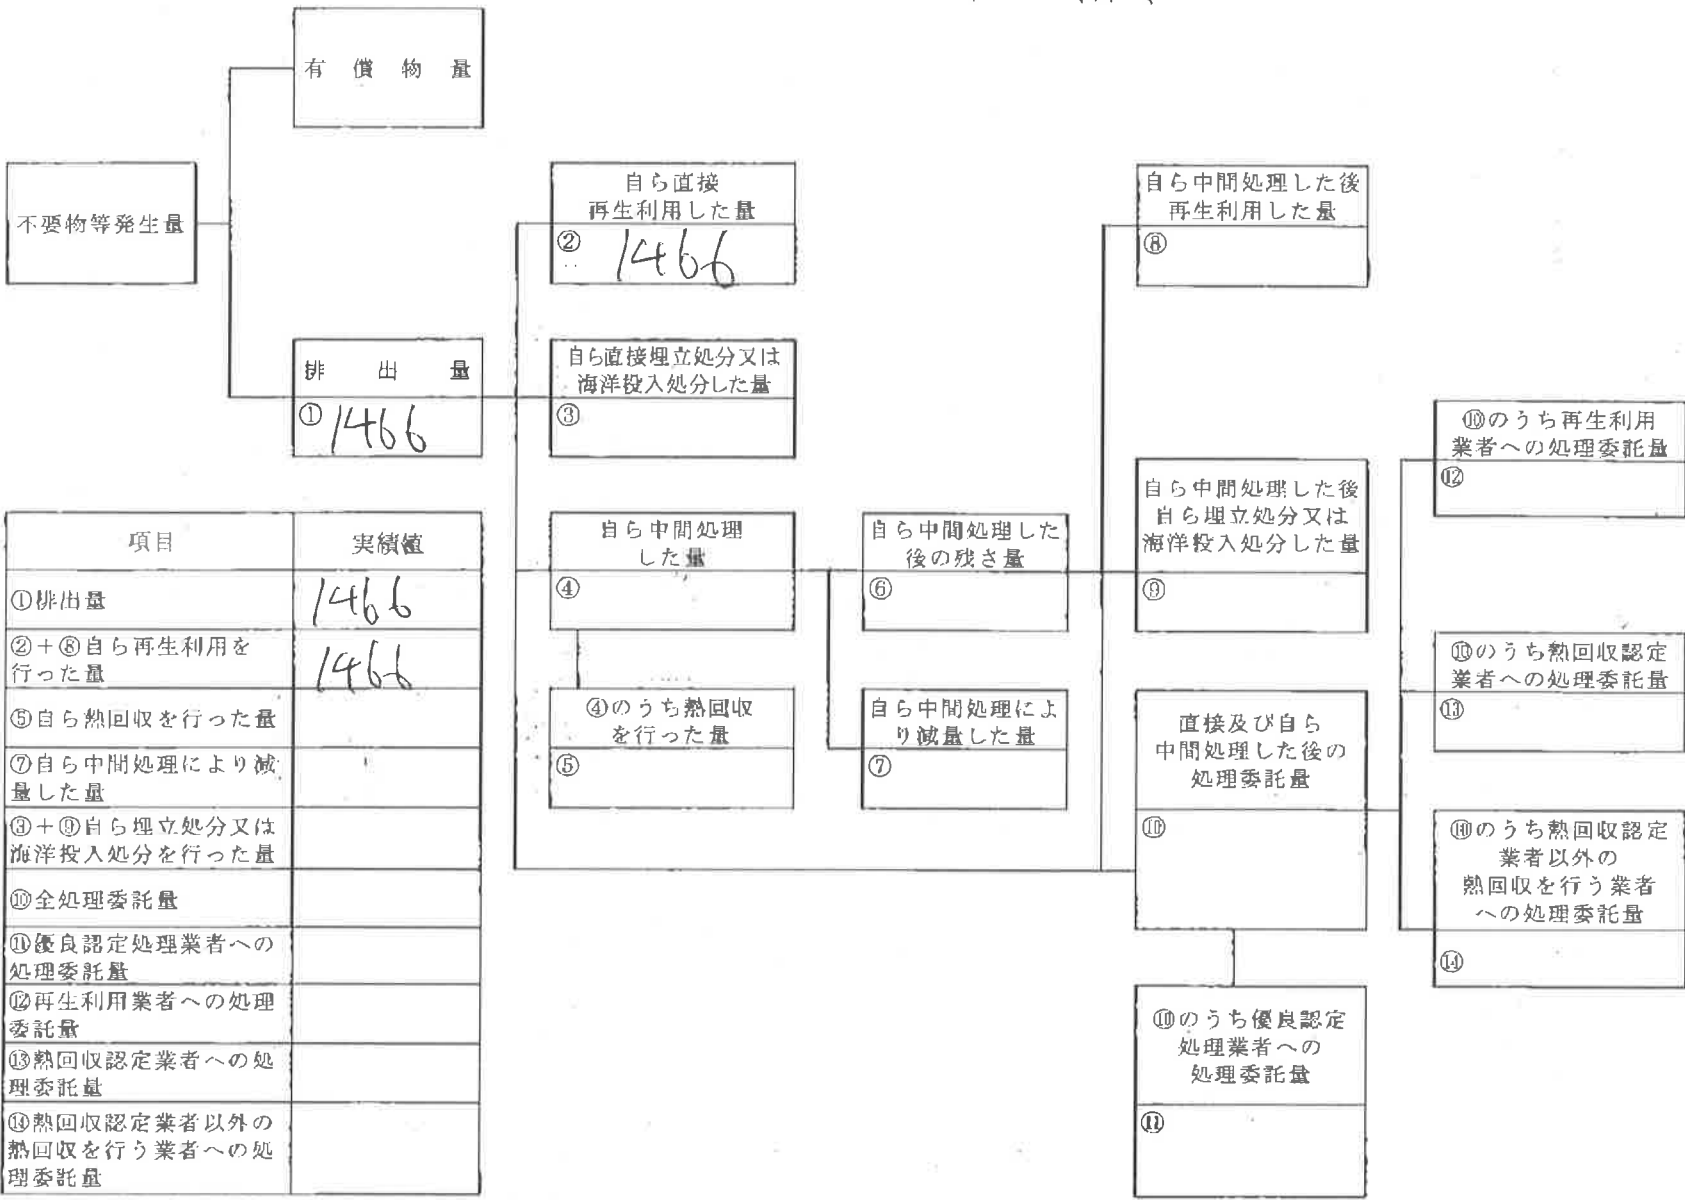 有償物量
不要物等発生量
排出量
① 1466
自ら直接
再生利用した量
② 1466
自ら直接埋立処分又は
海洋投入処分した量
③
自ら中間処理
した量
④
④のうち熱回収
を行った量
⑤
自ら中間処理した
後の残さ量
⑥
自ら中間処理によ
り減量した量
⑦
自ら中間処理した後
再生利用した量
⑧
自ら中間処理した後
自ら埋立処分又は
海洋投入処分した量
⑨
直接及び自ら
中間処理した後の
処理委託量
⑩
⑩のうち優良認定
処理業者への
処理委託量
⑪
⑩のうち再生利用
業者への処理委託量
⑫
⑩のうち熱回収認定
業者への処理委託量
⑬
⑩のうち熱回収認定
業者以外の
熱回収を行う業者
への処理委託量
⑭
項目 実績値
①排出量 1466
②+⑧自ら再生利用を
行った量 1466
⑤自ら熱回収を行った量
⑦自ら中間処理により減
量した量
③+⑨自ら埋立処分又は
海洋投入処分を行った量
⑩全処理委託量
⑪優良認定処理業者への
処理委託量
⑫再生利用業者への処理
委託量
⑬熱回収認定業者への処
理委託量
⑭熱回収認定業者以外の
熱回収を行う業者への処
理委託量